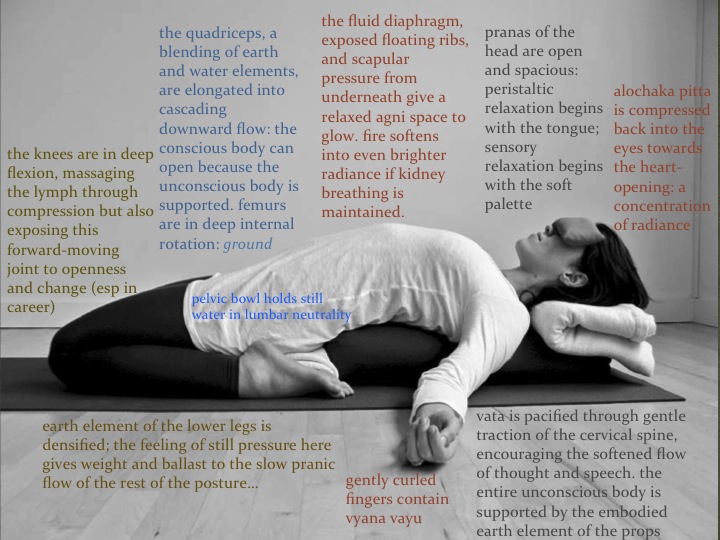 the quadriceps, a
blending of earth
and water elements,
are elongated into
cascading
downward flow: the
conscious body can
open because the
unconscious body is
supported. femurs
are in deep internal
rotation: ground
the fluid diaphragm,
exposed floating ribs,
and scapular
pressure from
underneath give a
relaxed agni space to
glow. fire softens
into even brighter
radiance if kidney
breathing is
maintained.
pranas of the
head are open
and spacious:
peristaltic
relaxation begins
with the tongue;
sensory
relaxation begins
with the soft
palette
alochaka pitta
is compressed
back into the
eyes towards
the heart-
opening: a
concentration
of radiance
the knees are in deep
flexion, massaging
the lymph through
compression but also
exposing this
forward-moving
joint to openness
and change (esp in
career)
pelvic bowl holds still
water in lumbar neutrality
earth element of the lower legs is
densified; the feeling of still pressure here
gives weight and ballast to the slow pranic
flow of the rest of the posture...
gently curled
fingers contain
vyana vayu
vata is pacified through gentle
traction of the cervical spine,
encouraging the softened flow
of thought and speech. the
entire unconscious body is
supported by the embodied
earth element of the props